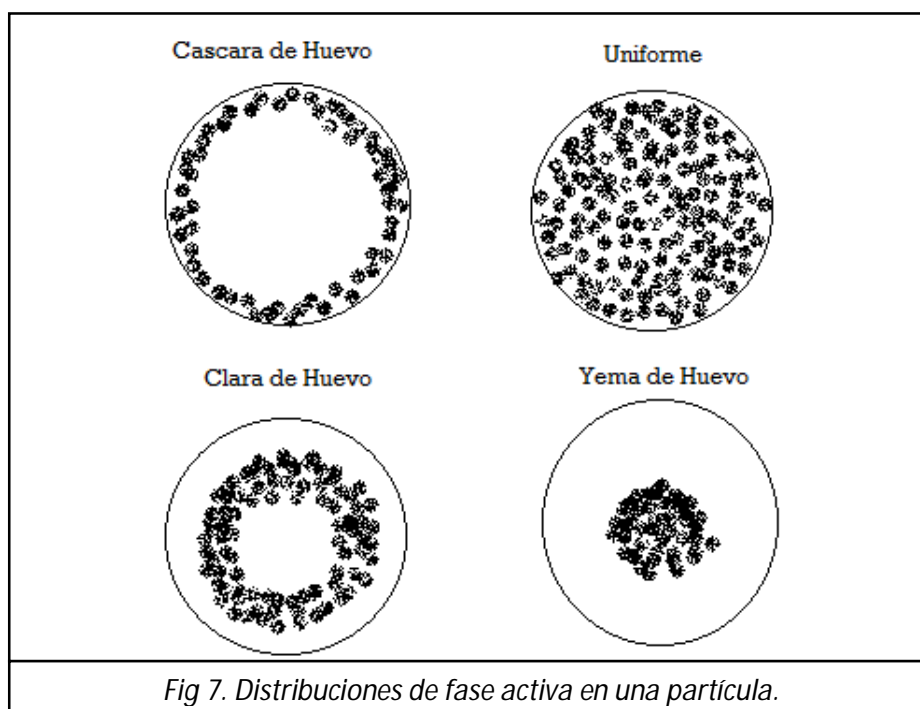 Cascara de Huevo
Uniforme
Clara de Huevo
Yema de Huevo
Fig 7. Distribuciones de fase activa en una partícula.